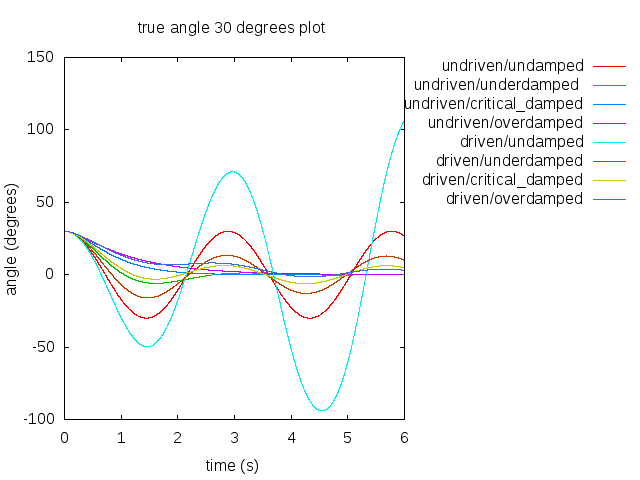 true angle 30 degrees plot
150
100
50
0
-50
-100
angle (degrees)
0 1 2 3 4 5 6
time (s)
undriven/undamped
undriven/underdamped
undriven/critical_damped
undriven/overdamped
driven/undamped
driven/underdamped
driven/critical_damped
driven/overdamped